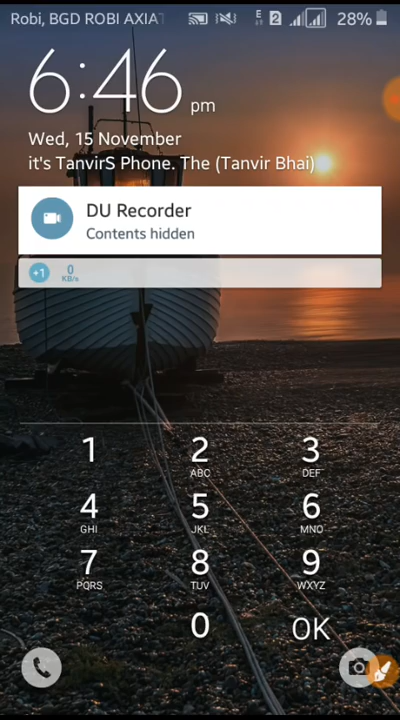 Robi, BGD ROBI AXIAT
E 2 28%
6:46 pm
Wed, 15 November
it's TanvirS Phone. The (Tanvir Bhai)
DU Recorder
Contents hidden
+1 0 KB/s
1 2 3
ABC DEF
4 5 6
GHI JKL MNO
7 8 9
PQRS TUV WXYZ
0 OK